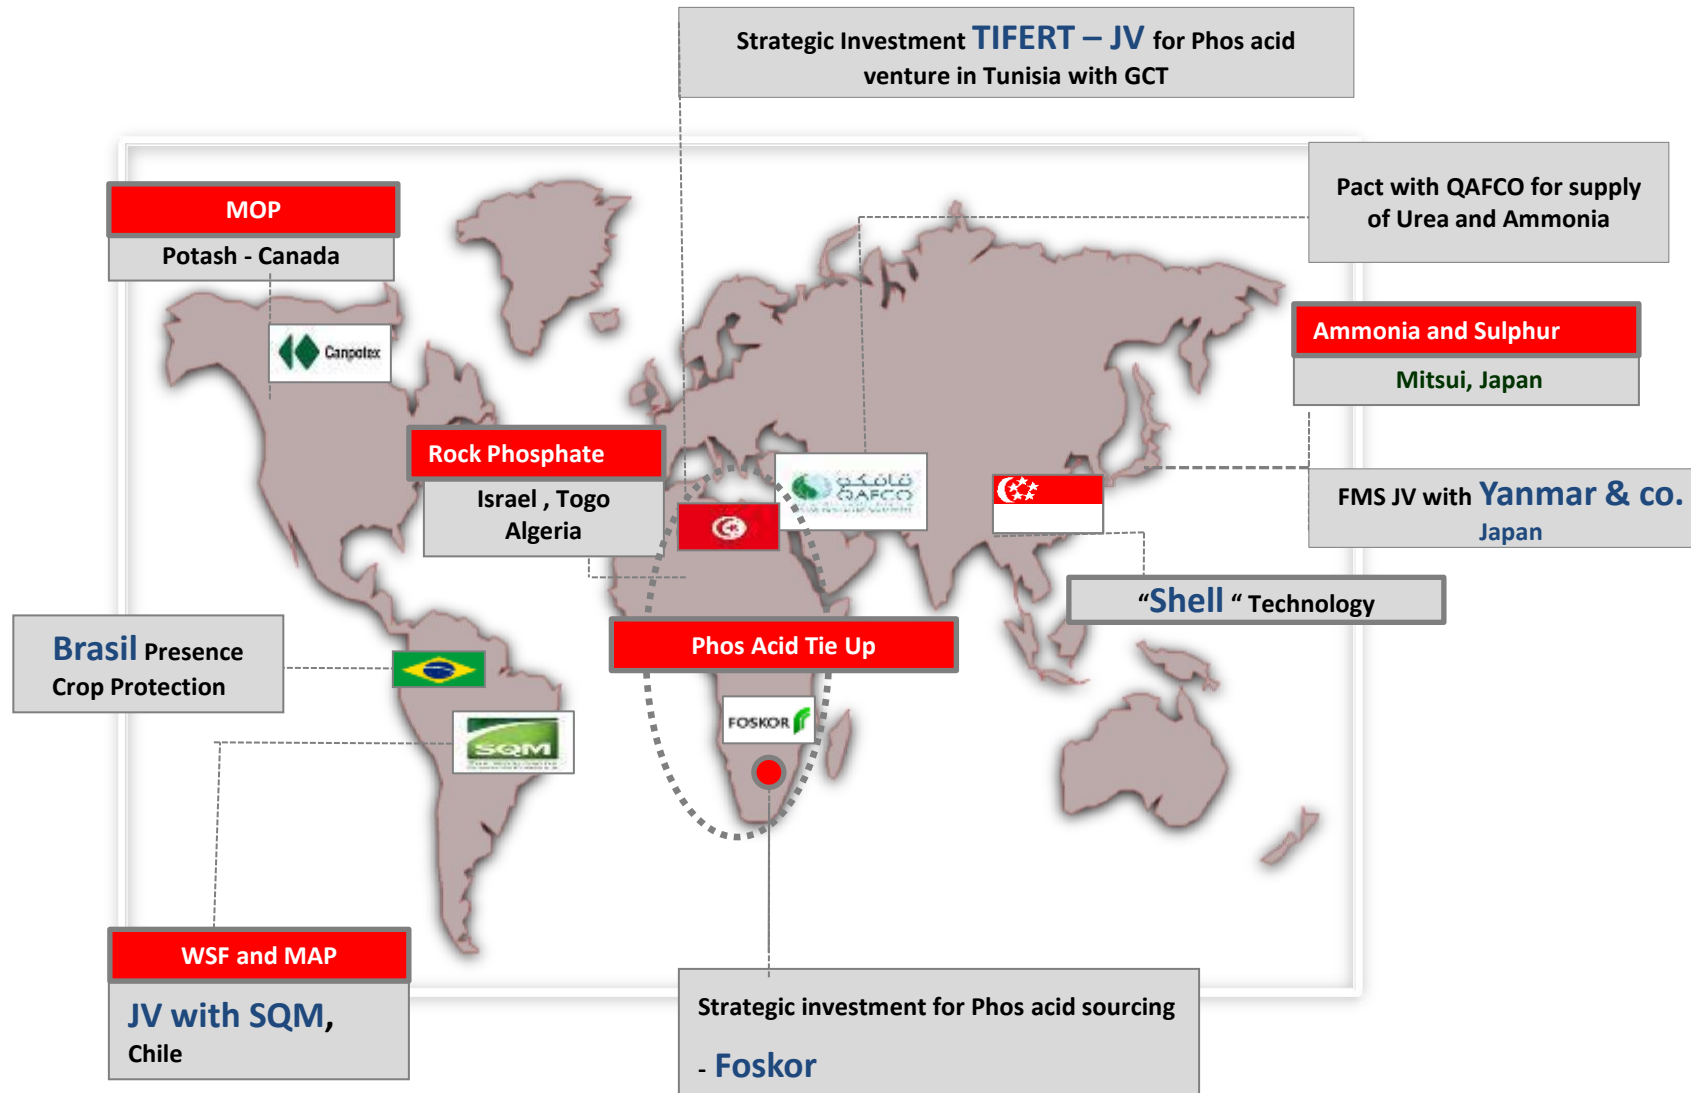 Strategic Investment TIFERT – JV for Phos acid
venture in Tunisia with GCT
MOP
Potash - Canada
Pact with QAFCO for supply
of Urea and Ammonia
Canpotex
Ammonia and Sulphur
Mitsui, Japan
Rock Phosphate
Israel , Togo
Algeria
قافكو
QAFCO
FMS JV with Yanmar & co.
Japan
“Shell “ Technology
Brasil Presence
Crop Protection
Phos Acid Tie Up
FOSKOR
SQM
WSF and MAP
JV with SQM,
Chile
Strategic investment for Phos acid sourcing
- Foskor